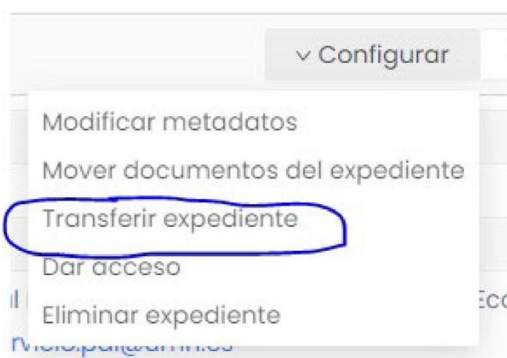 Configurar
Modificar metadatos
Mover documentos del expediente
Transferir expediente
Dar acceso
Eliminar expediente